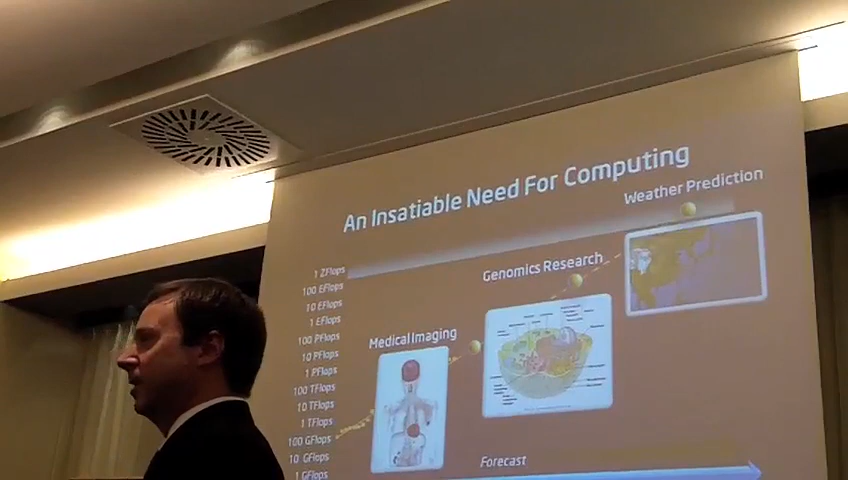 An Insatiable Need For Computing
Weather Prediction
Genomics Research
Medical Imaging
1 ZFlops
100 EFlops
10 EFlops
1 EFlops
100 PFlops
10 PFlops
1 PFlops
100 TFlops
10 TFlops
1 TFlops
100 GFlops
10 GFlops
1 GFlops
Forecast